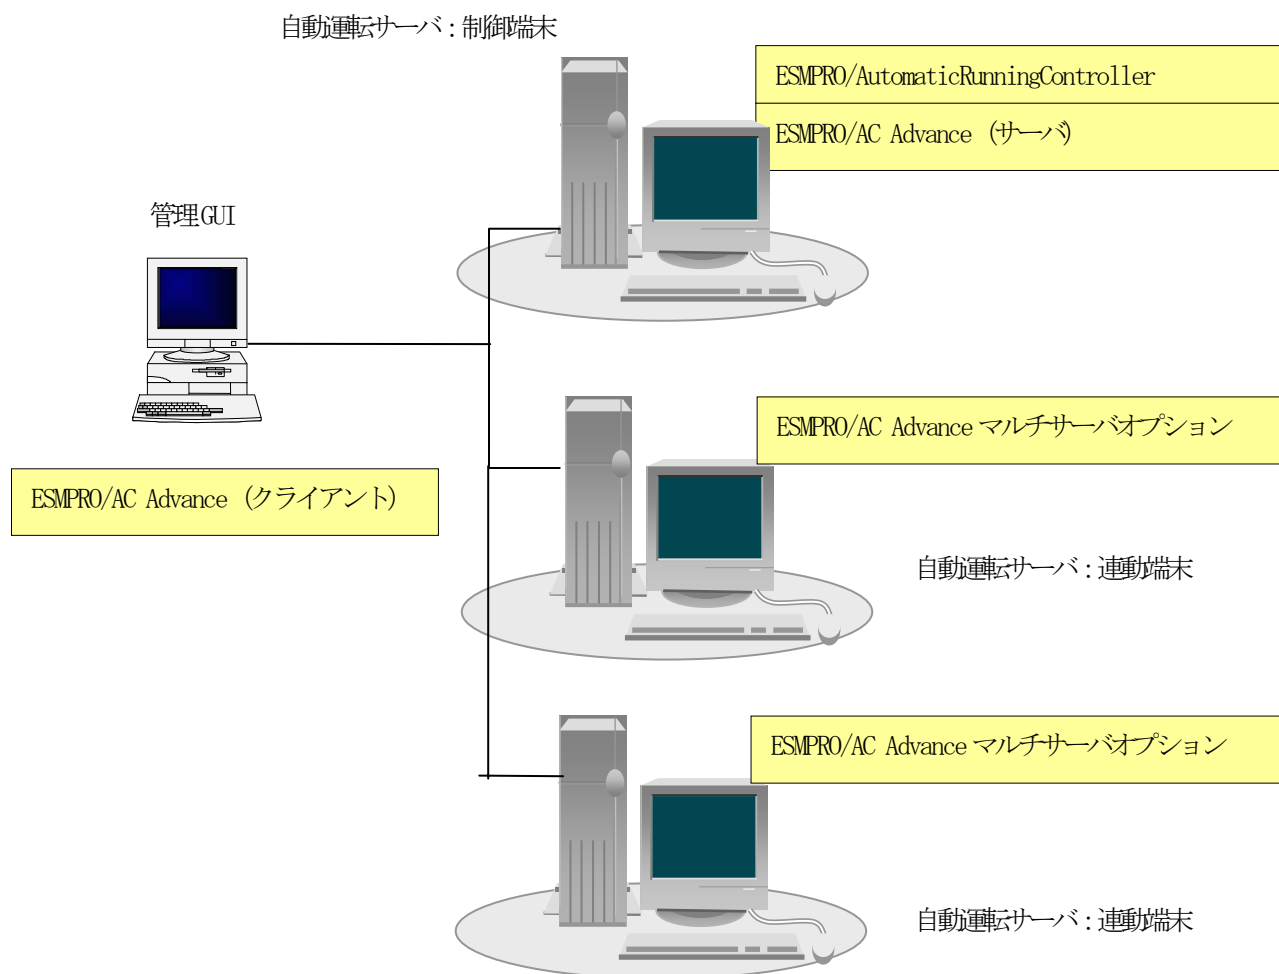 自動運転サーバ：制御端末
ESMPRO/AutomaticRunningController
ESMPRO/AC Advance（サーバ）
管理GUI
ESMPRO/AC Advance マルチサーバオプション
ESMPRO/AC Advance（クライアント）
自動運転サーバ：連動端末
ESMPRO/AC Advance マルチサーバオプション
自動運転サーバ：連動端末